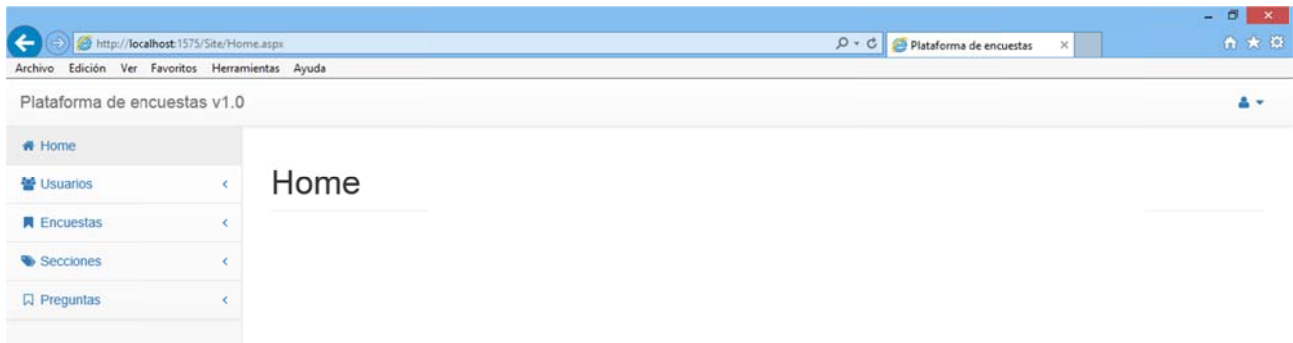 http://localhost:1575/Site/Home.aspx
Plataforma de encuestas
Archivo Edición Ver Favoritos Herramientas Ayuda
Plataforma de encuestas v1.0
Home
Usuarios
Encuestas
Secciones
Preguntas
Home